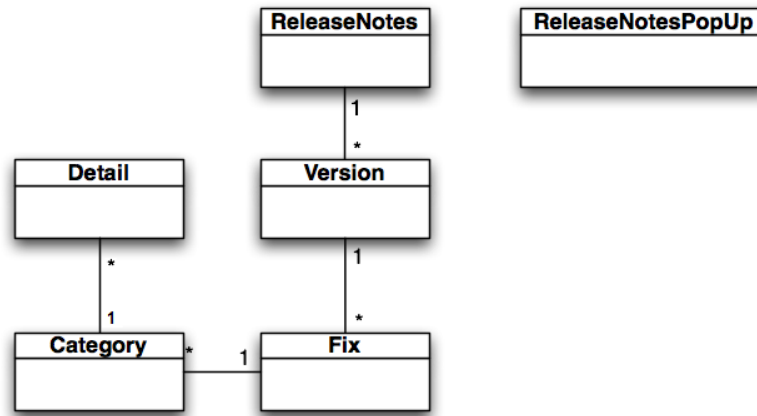 ReleaseNotes
ReleaseNotesPopUp
1
*
Detail
Version
*
1
1
*
Category
*
1
Fix